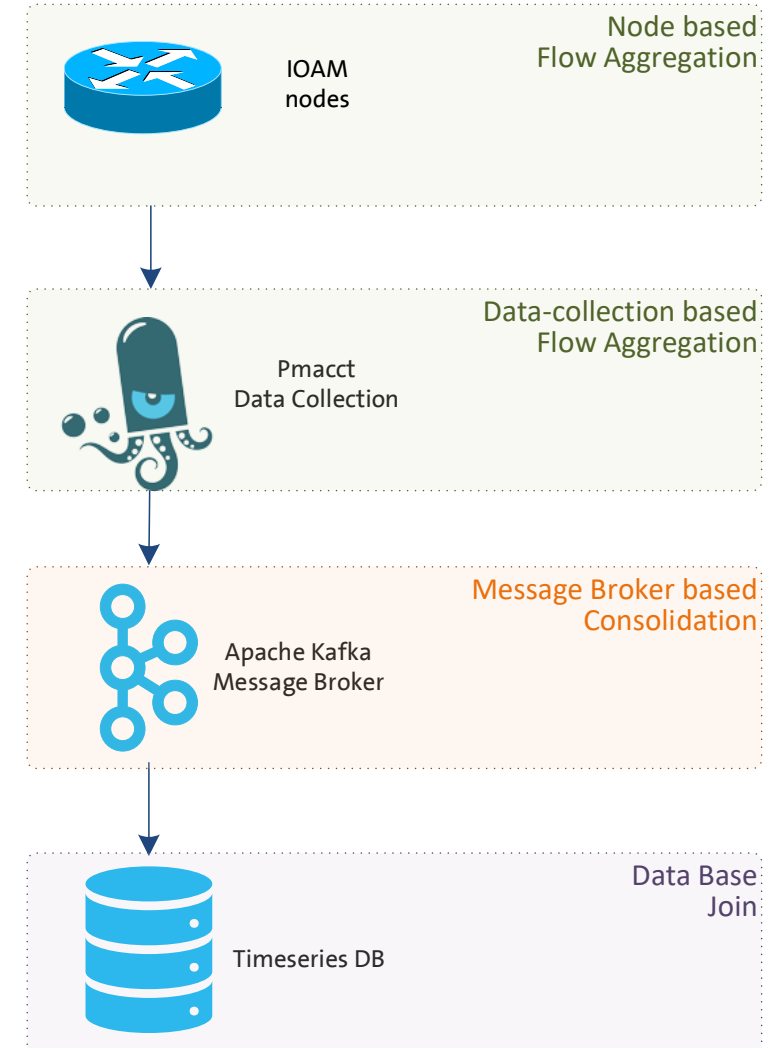 Node based
Flow Aggregation
IOAM
nodes
Data-collection based
Flow Aggregation
Pmacct
Data Collection
Message Broker based
Consolidation
Apache Kafka
Message Broker
Data Base
Join
Timeseries DB